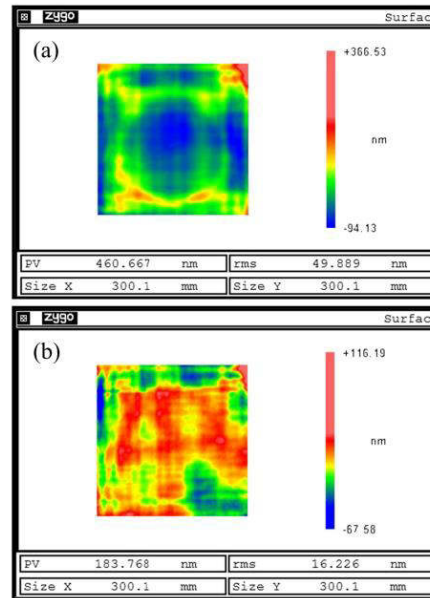 zygo Surfac
(a)
+366.53
nm
-94.13
PV 460.667 nm rms 49.889 nm
Size X 300.1 mm Size Y 300.1 mm
zygo Surfac
(b)
+116.19
nm
-67.58
PV 183.768 nm rms 16.226 nm
Size X 300.1 mm Size Y 300.1 mm